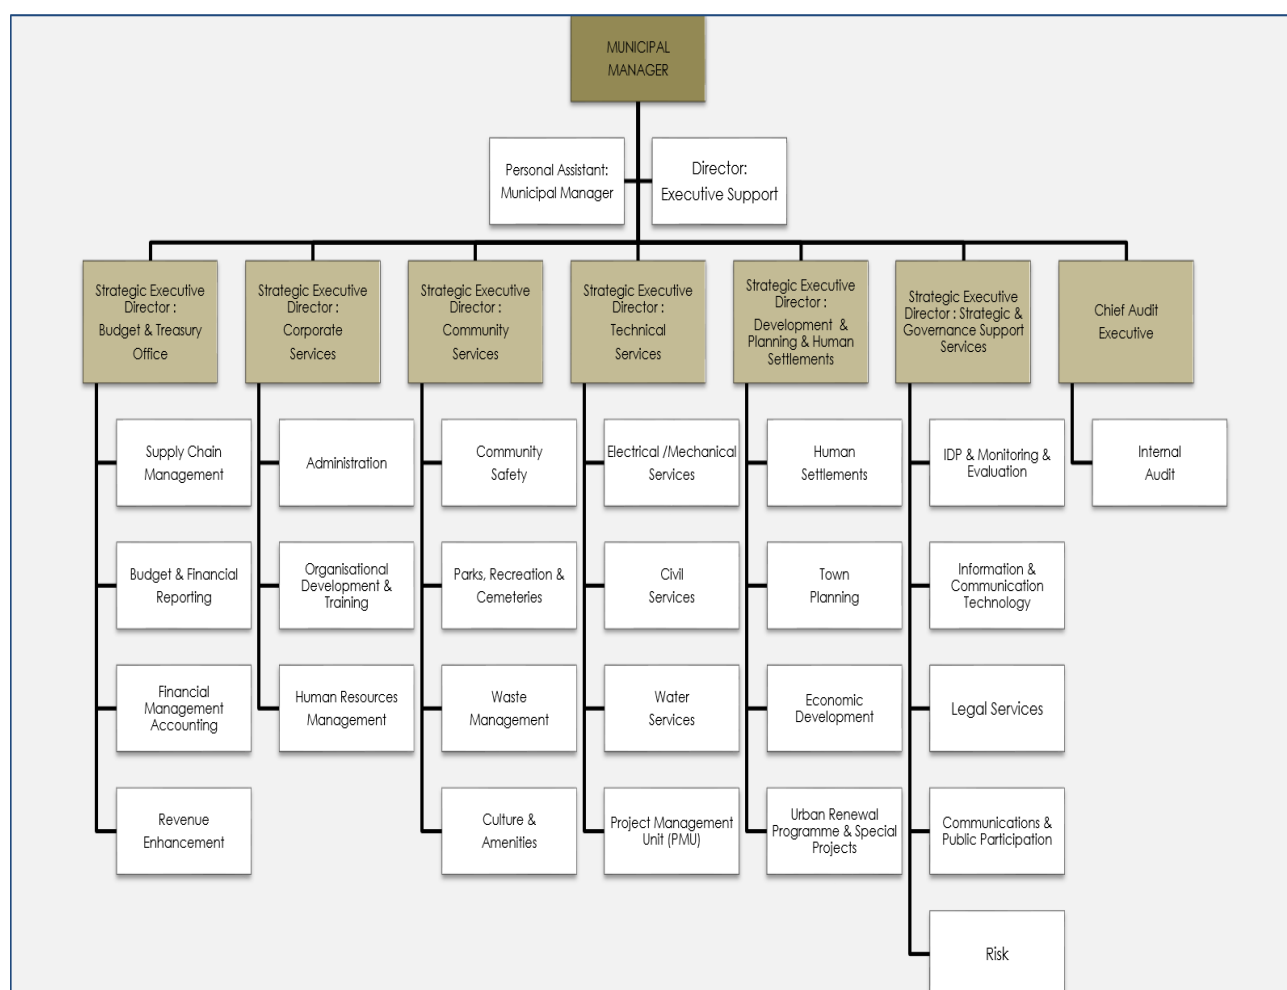 MUNICIPAL
MANAGER
Personal Assistant:
Municipal Manager
Director:
Executive Support
Strategic Executive
Director :
Budget & Treasury
Office
Strategic Executive
Director :
Corporate
Services
Strategic Executive
Director :
Community
Services
Strategic Executive
Director :
Technical
Services
Strategic Executive
Director :
Development &
Planning & Human
Settlements
Strategic Executive
Director : Strategic &
Governance Support
Services
Chief Audit
Executive
Supply Chain
Management
Administration
Community
Safety
Electrical /Mechanical
Services
Human
Settlements
IDP & Monitoring &
Evaluation
Internal
Audit
Budget & Financial
Reporting
Organisational
Development &
Training
Parks, Recreation &
Cemeteries
Civil
Services
Town
Planning
Information &
Communication
Technology
Financial
Management
Accounting
Human Resources
Management
Waste
Management
Water
Services
Economic
Development
Legal Services
Revenue
Enhancement
Culture &
Amenities
Project Management
Unit (PMU)
Urban Renewal
Programme & Special
Projects
Communications &
Public Participation
Risk